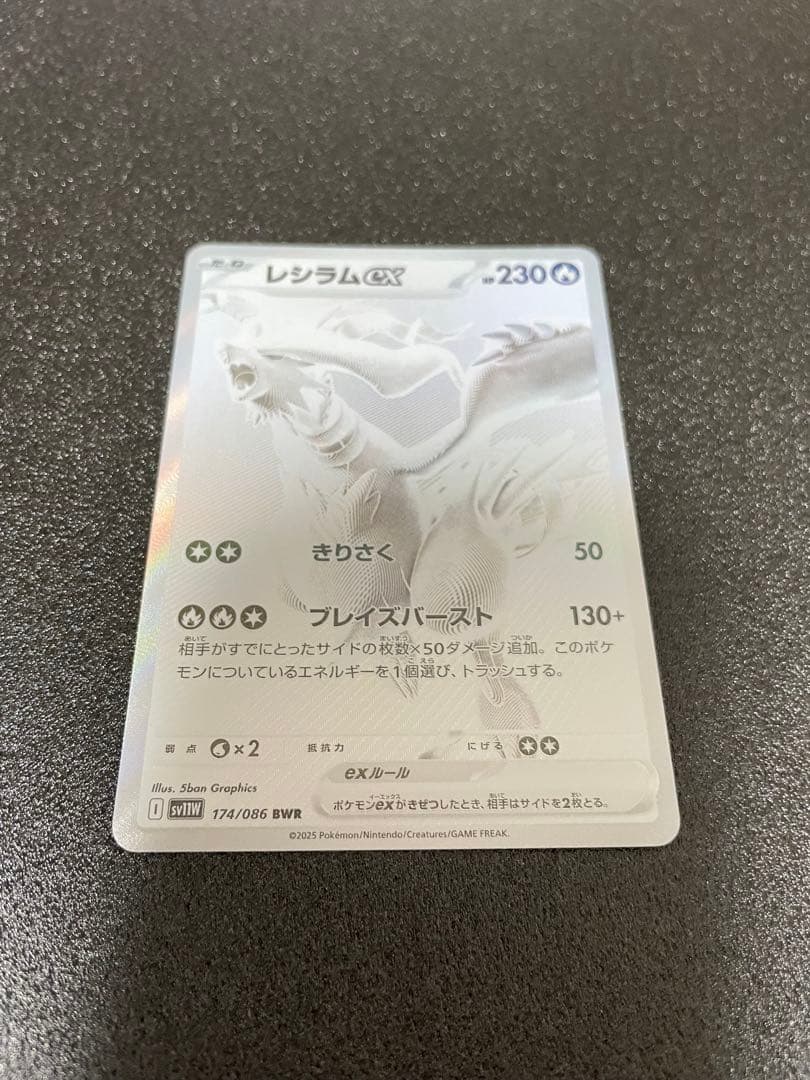 たね
レシラムex HP 230
きりさく 50
ブレイズバースト 130+
相手がすでにとったサイドの枚数×50ダメージ追加。このポケ
モンについているエネルギーを1個選び、トラッシュする。
弱点 ×2 抵抗力 にげる
exルール
ポケモンexがきぜつしたとき、相手はサイドを2枚とる。
Illus. 5ban Graphics
I sv11W 174/086 BWR
©2025 Pokémon/Nintendo/Creatures/GAME FREAK.